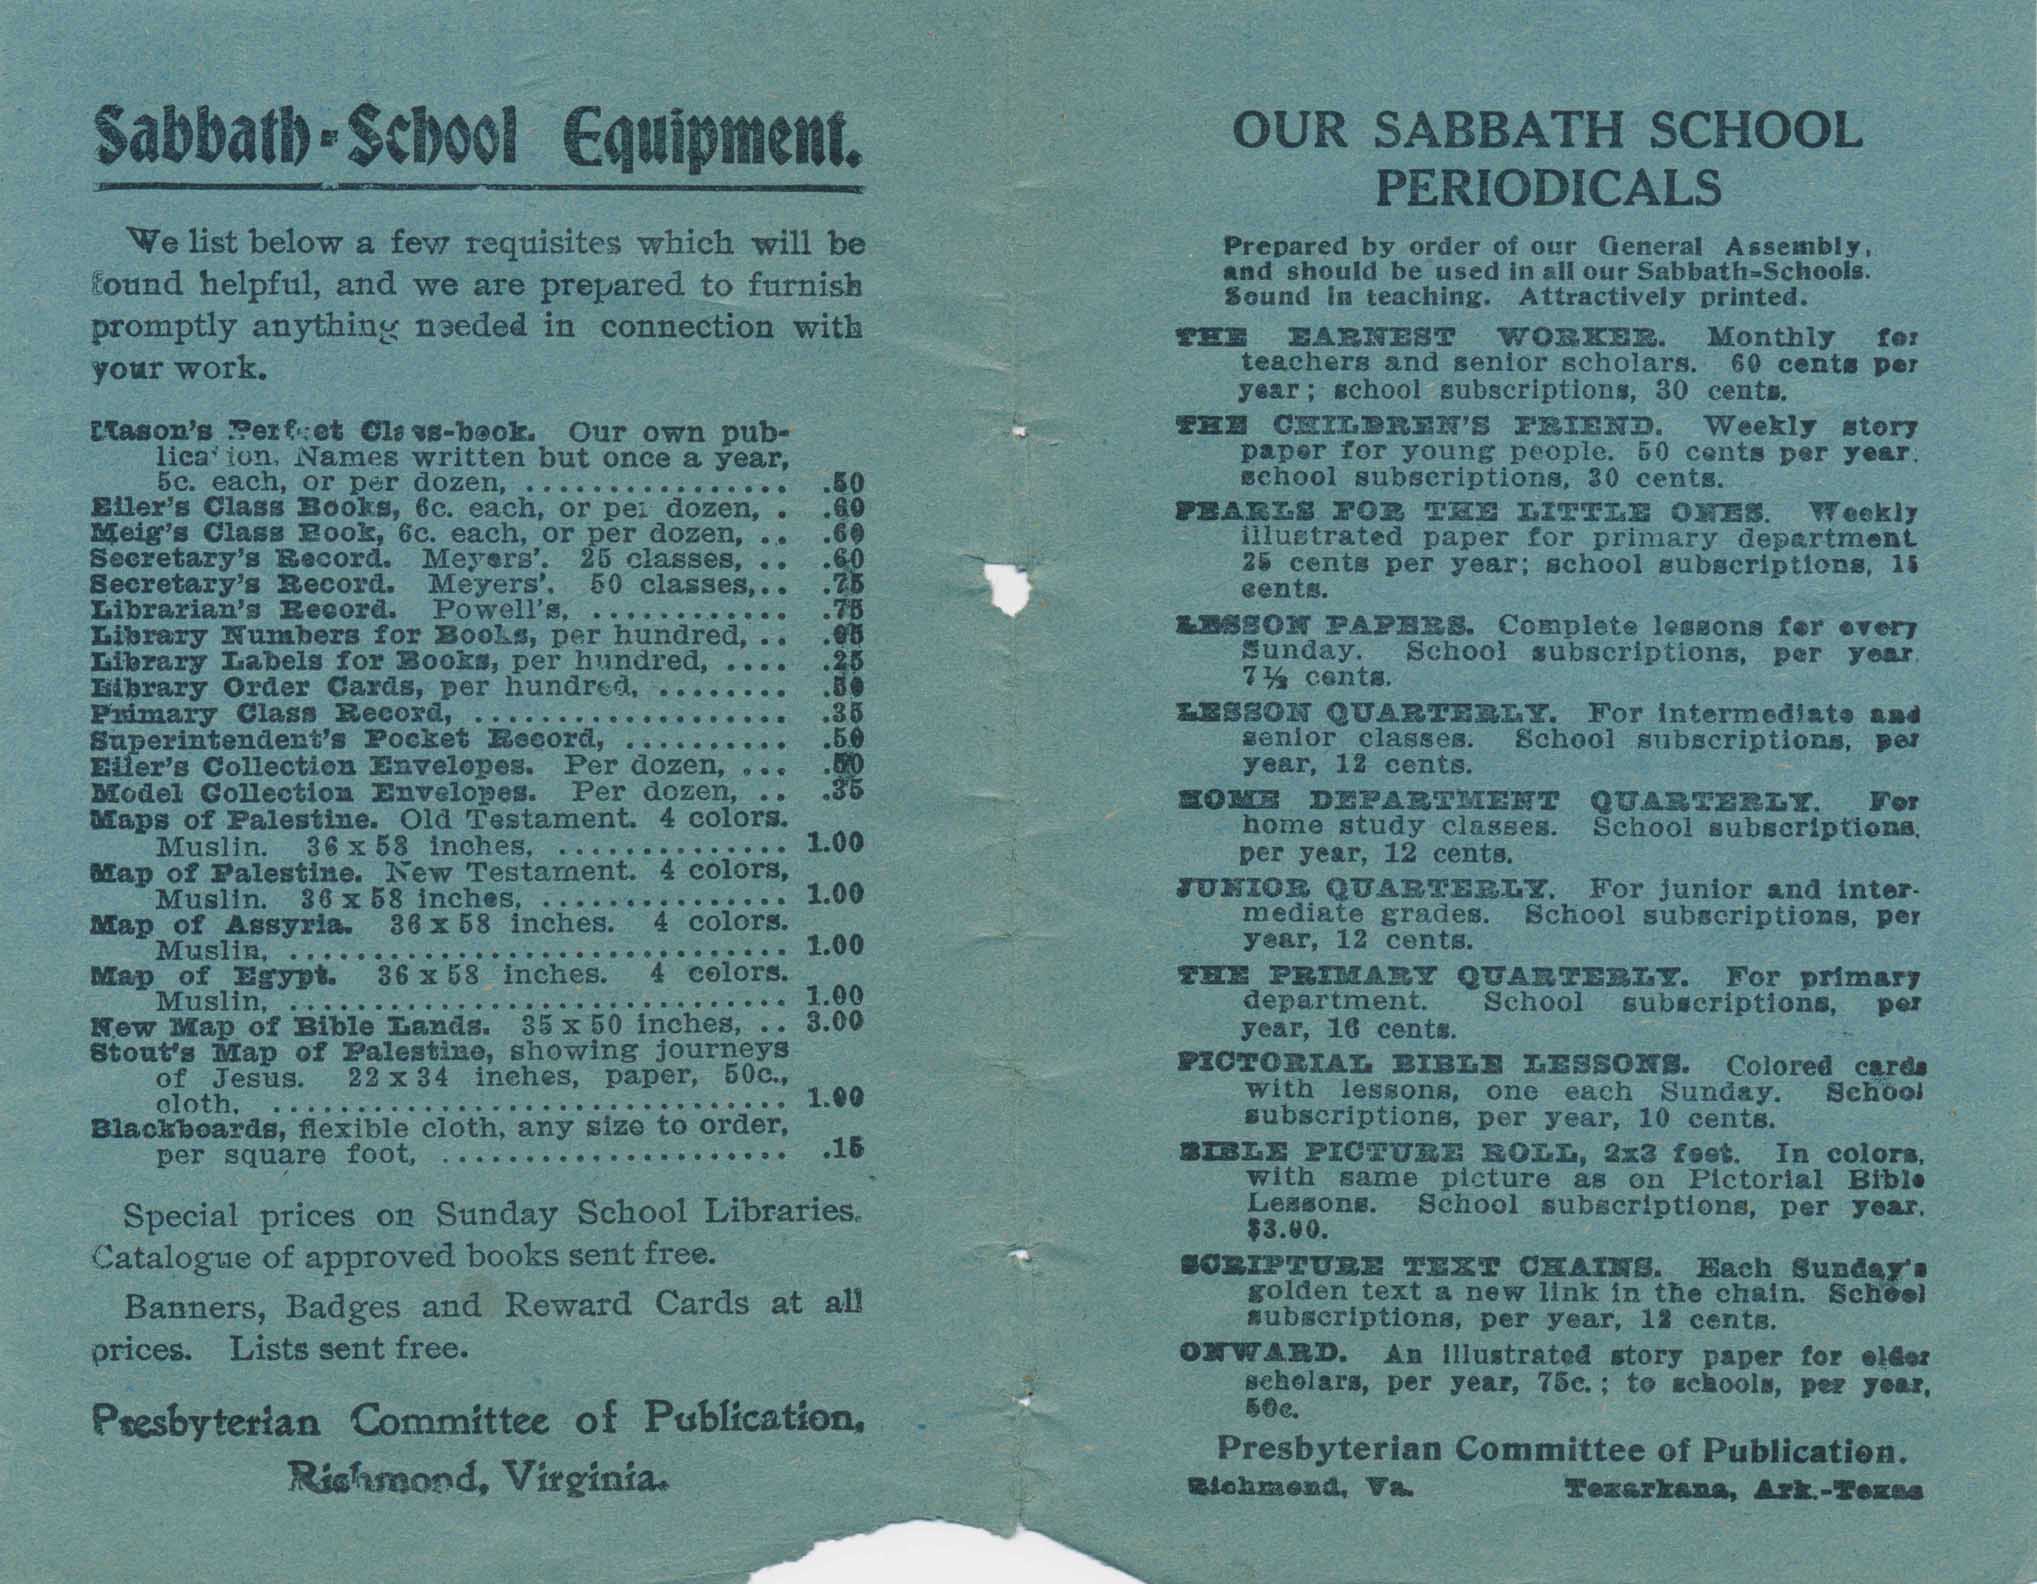 Sabbath-School Equipment.
We list below a few requisites which will be
found helpful, and we are prepared to furnish
promptly anything needed in connection with
your work.
Mason's Perfect Class-book. Our own pub-
lication. Names written but once a year,
5c. each, or per dozen, ................ .50
Eiler's Class Books, 6c. each, or per dozen, . .60
Meig's Class Book, 6c. each, or per dozen, .. .60
Secretary's Record. Meyers'. 25 classes, .. .60
Secretary's Record. Meyers'. 50 classes,.. .75
Librarian's Record. Powell's, .............. .75
Library Numbers for Books, per hundred, ..
Library Labels for Books, per hundred, .... .25
Library Order Cards, per hundred, ......... .50
Primary Class Record, ....................... .35
Superintendent's Pocket Record, ............ .50
Eiler's Collection Envelopes. Per dozen, ...
Model Collection Envelopes. Per dozen, .. .35
Maps of Palestine. Old Testament. 4 colors.
Muslin. 36 x 58 inches, ................. 1.00
Map of Palestine. New Testament. 4 colors,
Muslin. 36 x 58 inches, .................. 1.00
Map of Assyria. 36 x 58 inches. 4 colors.
Muslin, ...................................... 1.00
Map of Egypt. 36 x 58 inches. 4 colors.
Muslin, .................................... 1.00
New Map of Bible Lands. 35 x 50 inches, .. 3.00
Stout's Map of Palestine, showing journeys
of Jesus. 22 x 34 inches, paper, 50c.,
cloth, ...................................... 1.00
Blackboards, flexible cloth, any size to order,
per square foot, ......................... .15
Special prices on Sunday School Libraries.
Catalogue of approved books sent free.
Banners, Badges and Reward Cards at all
prices. Lists sent free.
Presbyterian Committee of Publication,
Richmond, Virginia.
OUR SABBATH SCHOOL
PERIODICALS
Prepared by order of our General Assembly,
and should be used in all our Sabbath-Schools.
Sound in teaching. Attractively printed.
THE EARNEST WORKER. Monthly for
teachers and senior scholars. 60 cents per
year; school subscriptions, 30 cents.
THE CHILDREN'S FRIEND. Weekly story
paper for young people. 50 cents per year.
school subscriptions, 30 cents.
PEARLS FOR THE LITTLE ONES. Weekly
illustrated paper for primary department
25 cents per year; school subscriptions, 15
cents.
LESSON PAPERS. Complete lessons for every
Sunday. School subscriptions, per year.
7½ cents.
LESSON QUARTERLY. For intermediate and
senior classes. School subscriptions, per
year, 12 cents.
HOME DEPARTMENT QUARTERLY. For
home study classes. School subscriptions,
per year, 12 cents.
JUNIOR QUARTERLY. For junior and inter-
mediate grades. School subscriptions, per
year, 12 cents.
THE PRIMARY QUARTERLY. For primary
department. School subscriptions, per
year, 16 cents.
PICTORIAL BIBLE LESSONS. Colored cards
with lessons, one each Sunday. School
subscriptions, per year, 10 cents.
BIBLE PICTURE ROLL, 2x3 feet. In colors,
with same picture as on Pictorial Bible
Lessons. School subscriptions, per year.
$3.00.
SCRIPTURE TEXT CHAINS. Each Sunday's
golden text a new link in the chain. School
subscriptions, per year, 12 cents.
ONWARD. An illustrated story paper for older
scholars, per year, 75c.; to schools, per year,
50c.
Presbyterian Committee of Publication.
Richmond, Va. Texarkana, Ark.-Texas